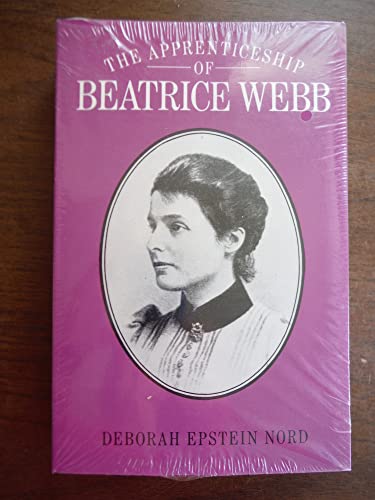 THE APPRENTICESHIP
OF
BEATRICE WEBB
DEBORAH EPSTEIN NORD